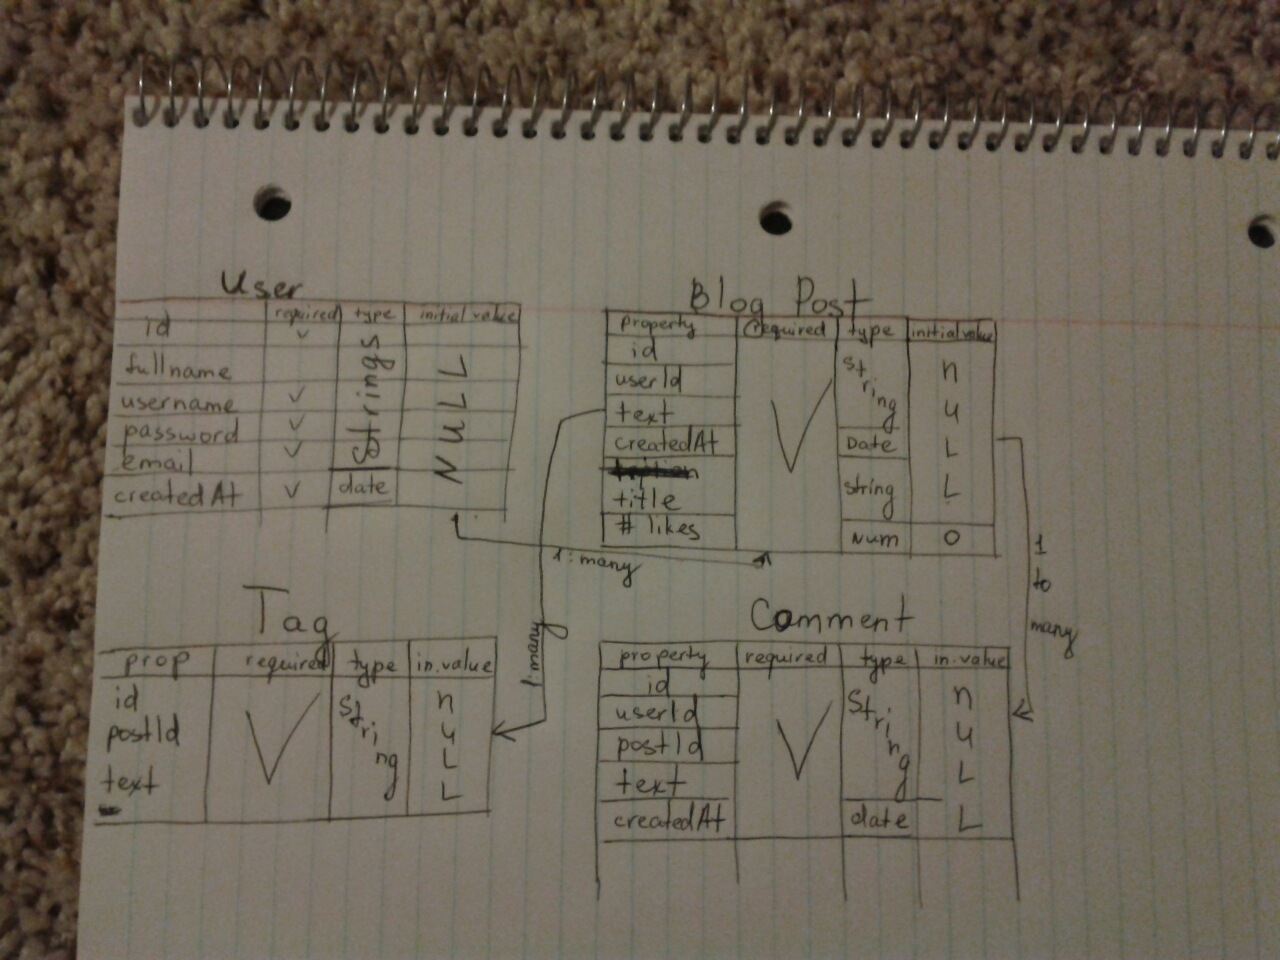 User
required type initial value
id
fullname
username
password
email
createdAt
Strings
date
NULL
Blog Post
property required type initial value
id
userId
text
createdAt
title
# likes
string
Date
string
Num
nuLL
0
1:many
1:many
1 to many
Tag
prop required type in.value
id
postId
text
string
nuLL
Comment
property required type in.value
id
userId
postId
text
createdAt
string
date
nuLL